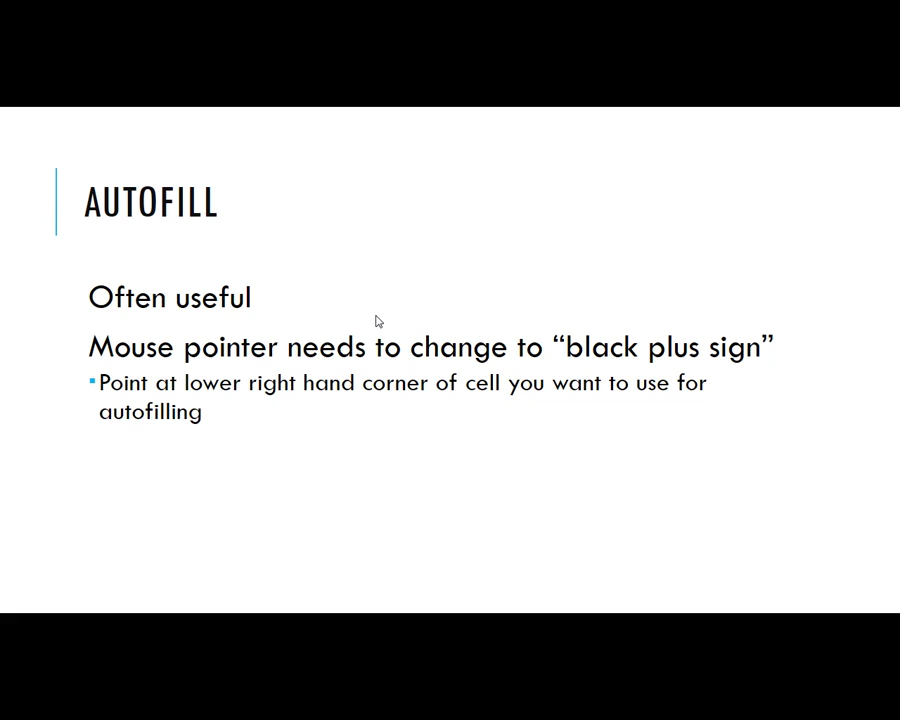 AUTOFILL
Often useful
Mouse pointer needs to change to “black plus sign”
Point at lower right hand corner of cell you want to use for
autofilling